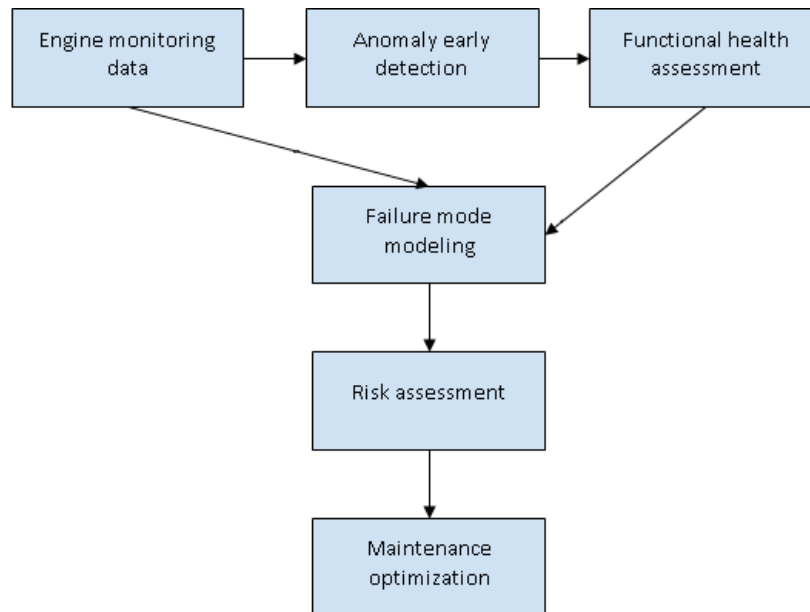 Engine monitoring
data
Anomaly early
detection
Functional health
assessment
Failure mode
modeling
Risk assessment
Maintenance
optimization